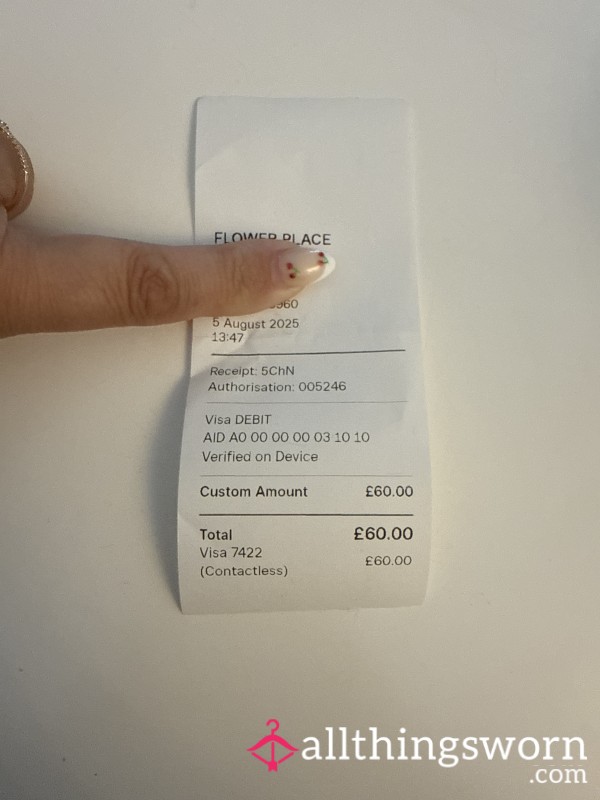 FLOWER PLACE
5 August 2025
13:47
Receipt: 5ChN
Authorisation: 005246
Visa DEBIT
AID A0 00 00 00 03 10 10
Verified on Device
Custom Amount £60.00
Total £60.00
Visa 7422 £60.00
(Contactless)
allthingsworn
.com